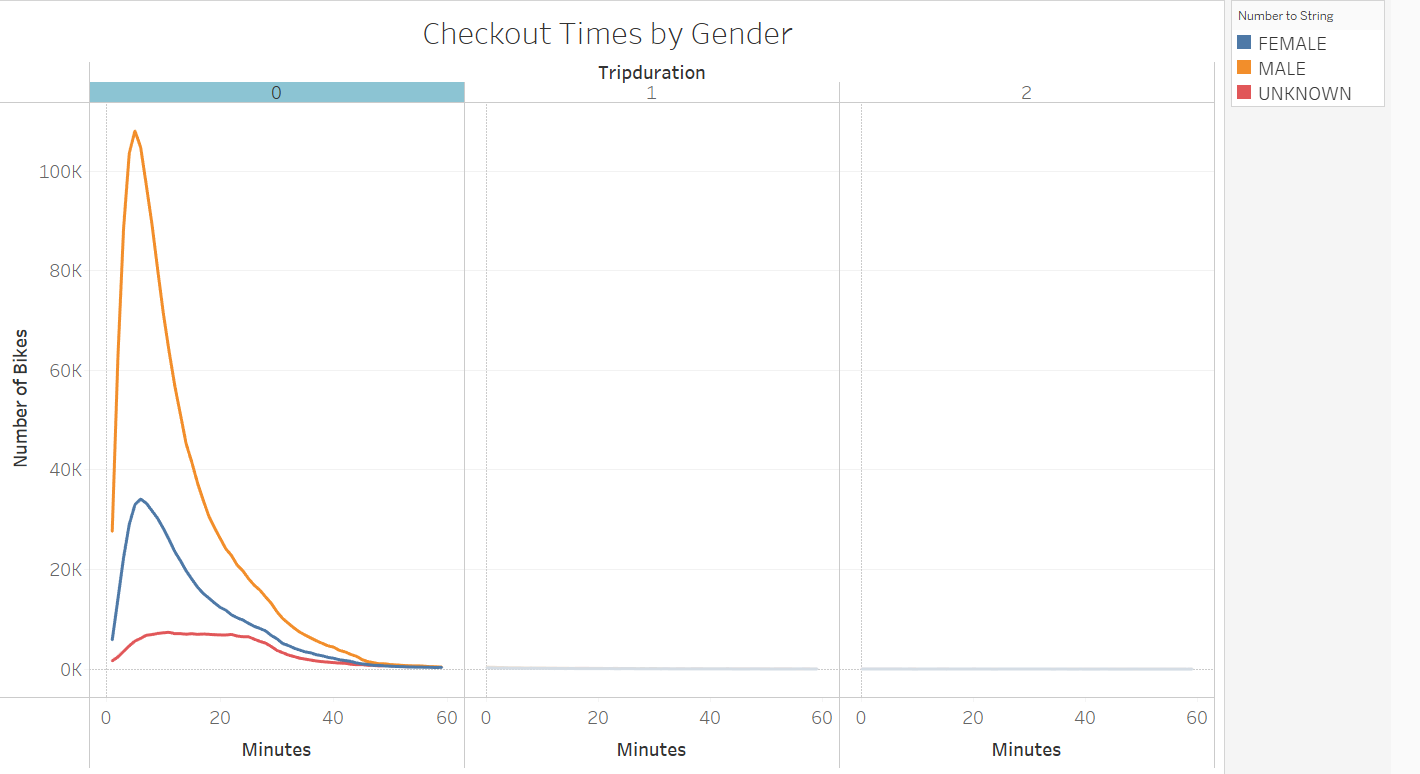 Checkout Times by Gender
Number to String
FEMALE
MALE
UNKNOWN
Tripduration
0 1 2
Number of Bikes
100K
80K
60K
40K
20K
0K
0 20 40 60 0 20 40 60 0 20 40 60
Minutes Minutes Minutes